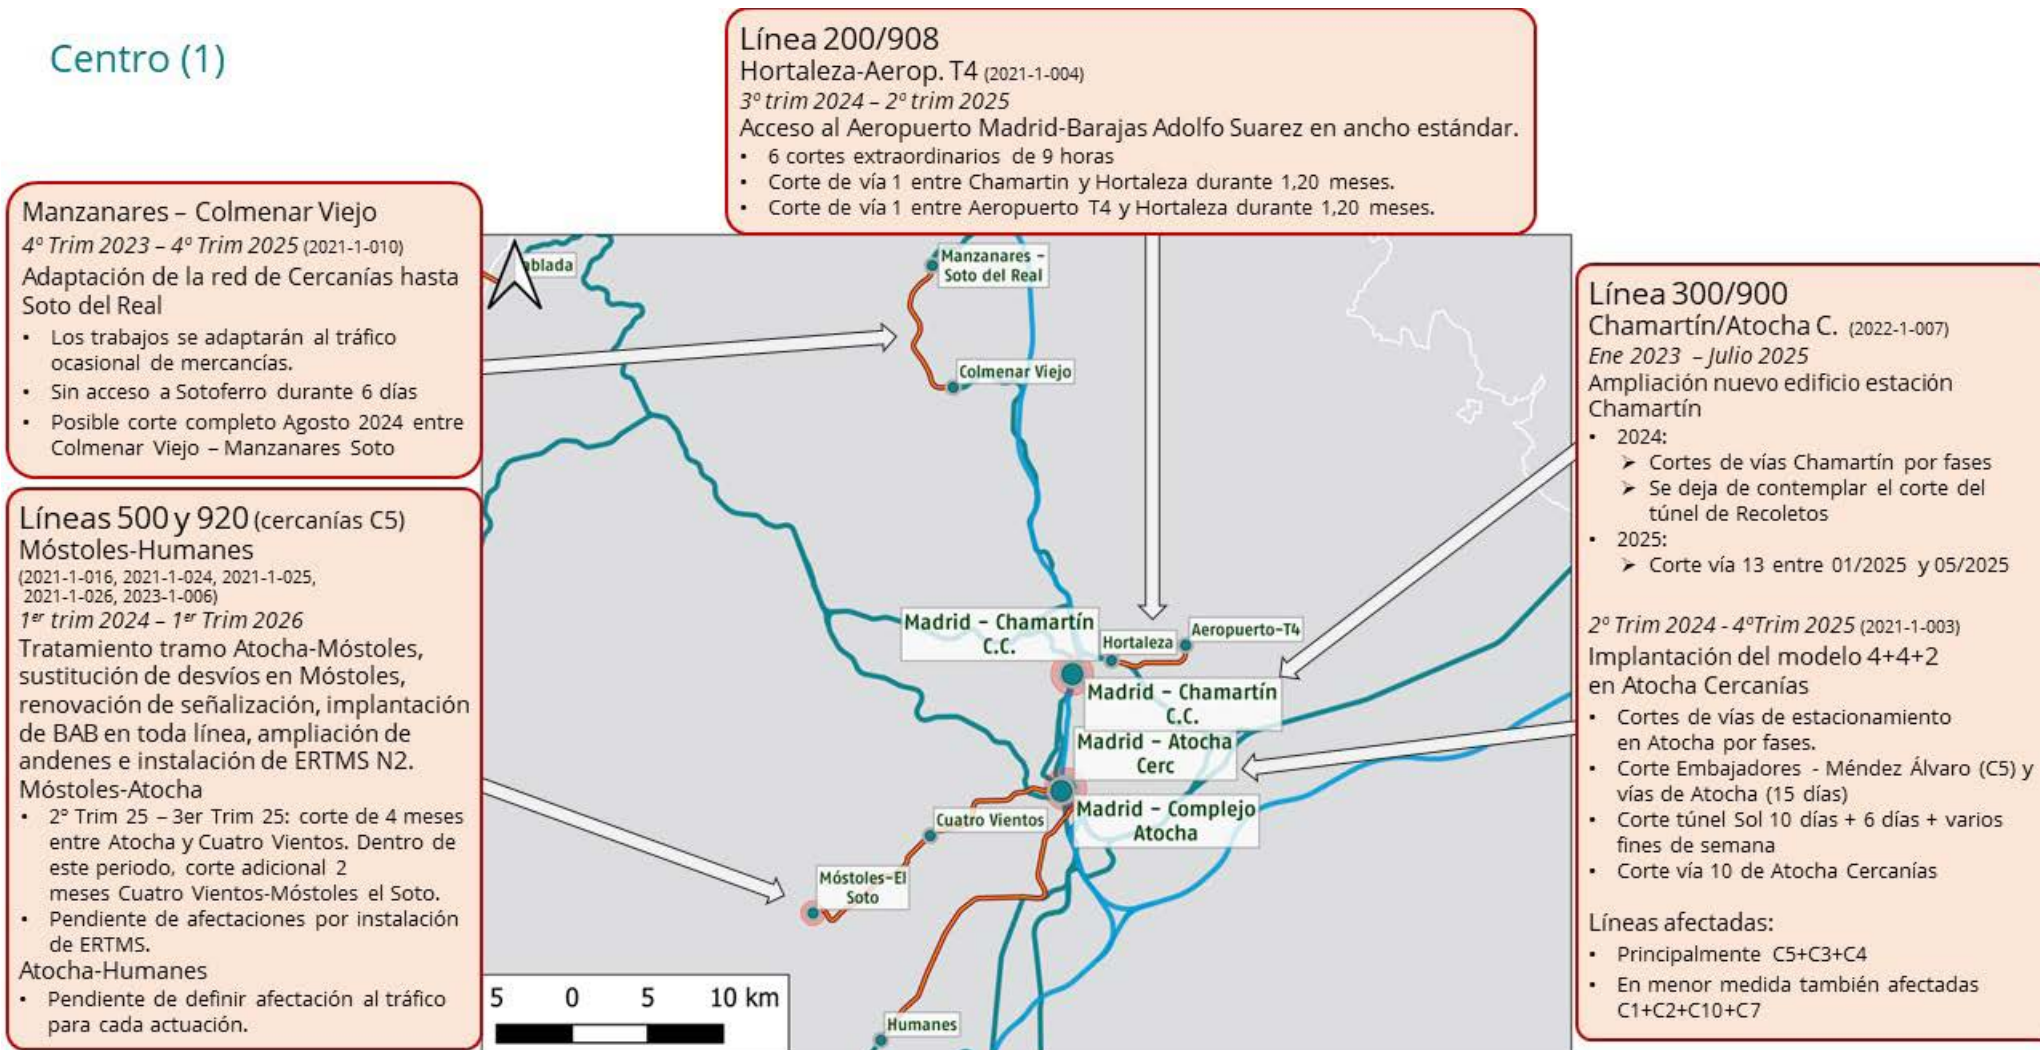 Centro (1)
Línea 200/908
Hortaleza-Aerop. T4 (2021-1-004)
3º trim 2024 – 2º trim 2025
Acceso al Aeropuerto Madrid-Barajas Adolfo Suarez en ancho estándar.
• 6 cortes extraordinarios de 9 horas
• Corte de vía 1 entre Chamartin y Hortaleza durante 1,20 meses.
• Corte de vía 1 entre Aeropuerto T4 y Hortaleza durante 1,20 meses.
Manzanares – Colmenar Viejo
4º Trim 2023 – 4º Trim 2025 (2021-1-010)
Adaptación de la red de Cercanías hasta
Soto del Real
• Los trabajos se adaptarán al tráfico
ocasional de mercancías.
• Sin acceso a Sotoferro durante 6 días
• Posible corte completo Agosto 2024 entre
Colmenar Viejo – Manzanares Soto
Líneas 500 y 920 (cercanías C5)
Móstoles-Humanes
(2021-1-016, 2021-1-024, 2021-1-025,
2021-1-026, 2023-1-006)
1er trim 2024 – 1er Trim 2026
Tratamiento tramo Atocha-Móstoles,
sustitución de desvíos en Móstoles,
renovación de señalización, implantación
de BAB en toda línea, ampliación de
andenes e instalación de ERTMS N2.
Móstoles-Atocha
• 2º Trim 25 – 3er Trim 25: corte de 4 meses
entre Atocha y Cuatro Vientos. Dentro de
este periodo, corte adicional 2
meses Cuatro Vientos-Móstoles el Soto.
• Pendiente de afectaciones por instalación
de ERTMS.
Atocha-Humanes
• Pendiente de definir afectación al tráfico
para cada actuación.
ablada
Manzanares –
Soto del Real
Colmenar Viejo
Madrid – Chamartín
C.C.
Hortaleza
Aeropuerto-T4
Madrid – Chamartín
C.C.
Madrid – Atocha
Cerc
Madrid – Complejo
Atocha
Cuatro Vientos
Móstoles-El
Soto
Humanes
5 0 5 10 km
Línea 300/900
Chamartín/Atocha C. (2022-1-007)
Ene 2023 – Julio 2025
Ampliación nuevo edificio estación
Chamartín
• 2024:
➤ Cortes de vías Chamartín por fases
➤ Se deja de contemplar el corte del
túnel de Recoletos
• 2025:
➤ Corte vía 13 entre 01/2025 y 05/2025
2º Trim 2024 - 4ºTrim 2025 (2021-1-003)
Implantación del modelo 4+4+2
en Atocha Cercanías
• Cortes de vías de estacionamiento
en Atocha por fases.
• Corte Embajadores - Méndez Álvaro (C5) y
vías de Atocha (15 días)
• Corte túnel Sol 10 días + 6 días + varios
fines de semana
• Corte vía 10 de Atocha Cercanías
Líneas afectadas:
• Principalmente C5+C3+C4
• En menor medida también afectadas
C1+C2+C10+C7